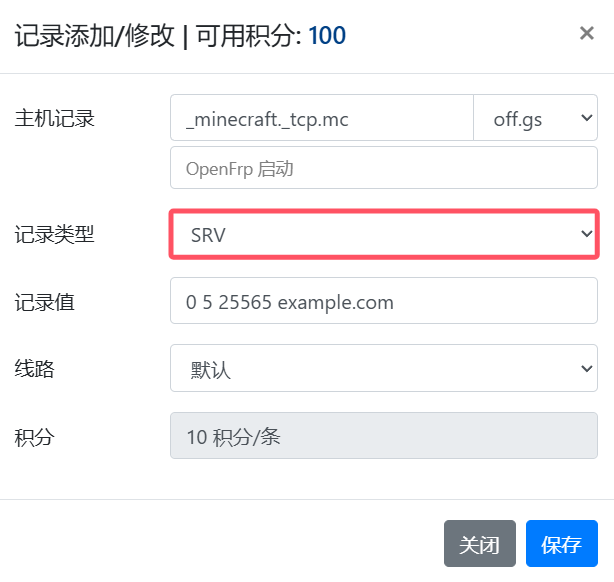 记录添加/修改 | 可用积分: 100 ×
主机记录 _minecraft._tcp.mc off.gs
OpenFrp 启动
记录类型 SRV
记录值 0 5 25565 example.com
线路 默认
积分 10 积分/条
关闭 保存